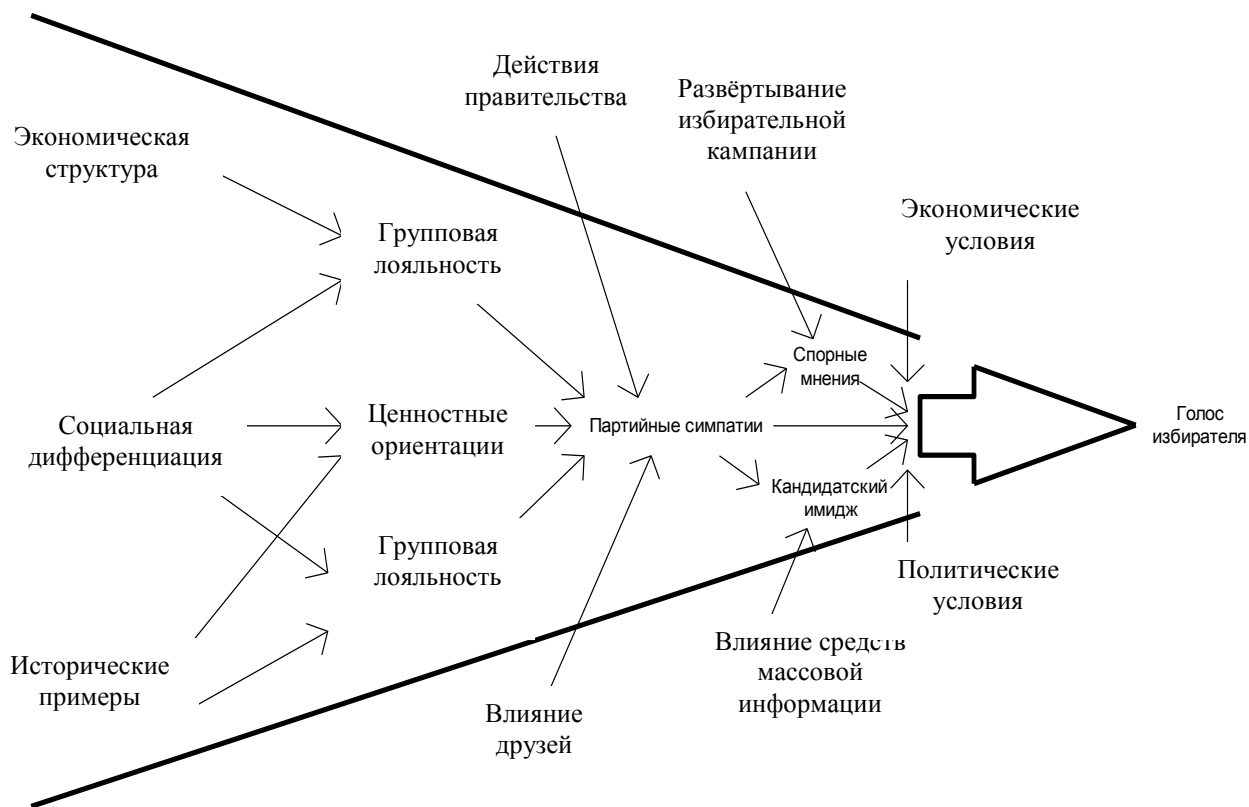 Действия
правительства
Развёртывание
избирательной
кампании
Экономическая
структура
Экономические
условия
Групповая
лояльность
Спорные
мнения
Социальная
дифференциация
Ценностные
ориентации
Партийные симпатии
Голос
избирателя
Кандидатский
имидж
Групповая
лояльность
Политические
условия
Исторические
примеры
Влияние средств
массовой
информации
Влияние
друзей